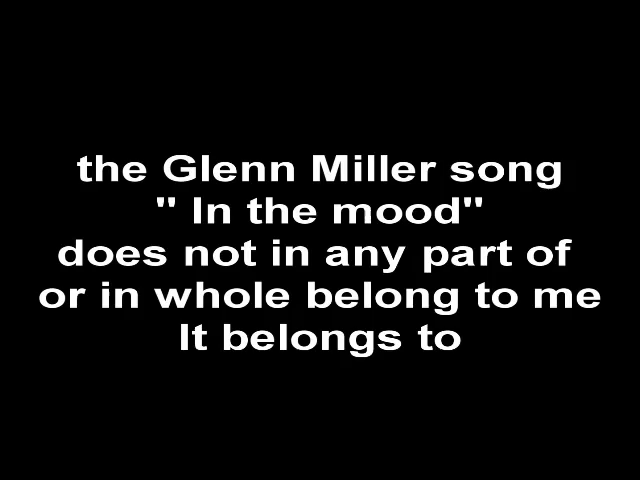 the Glenn Miller song
" In the mood"
does not in any part of
or in whole belong to me
It belongs to